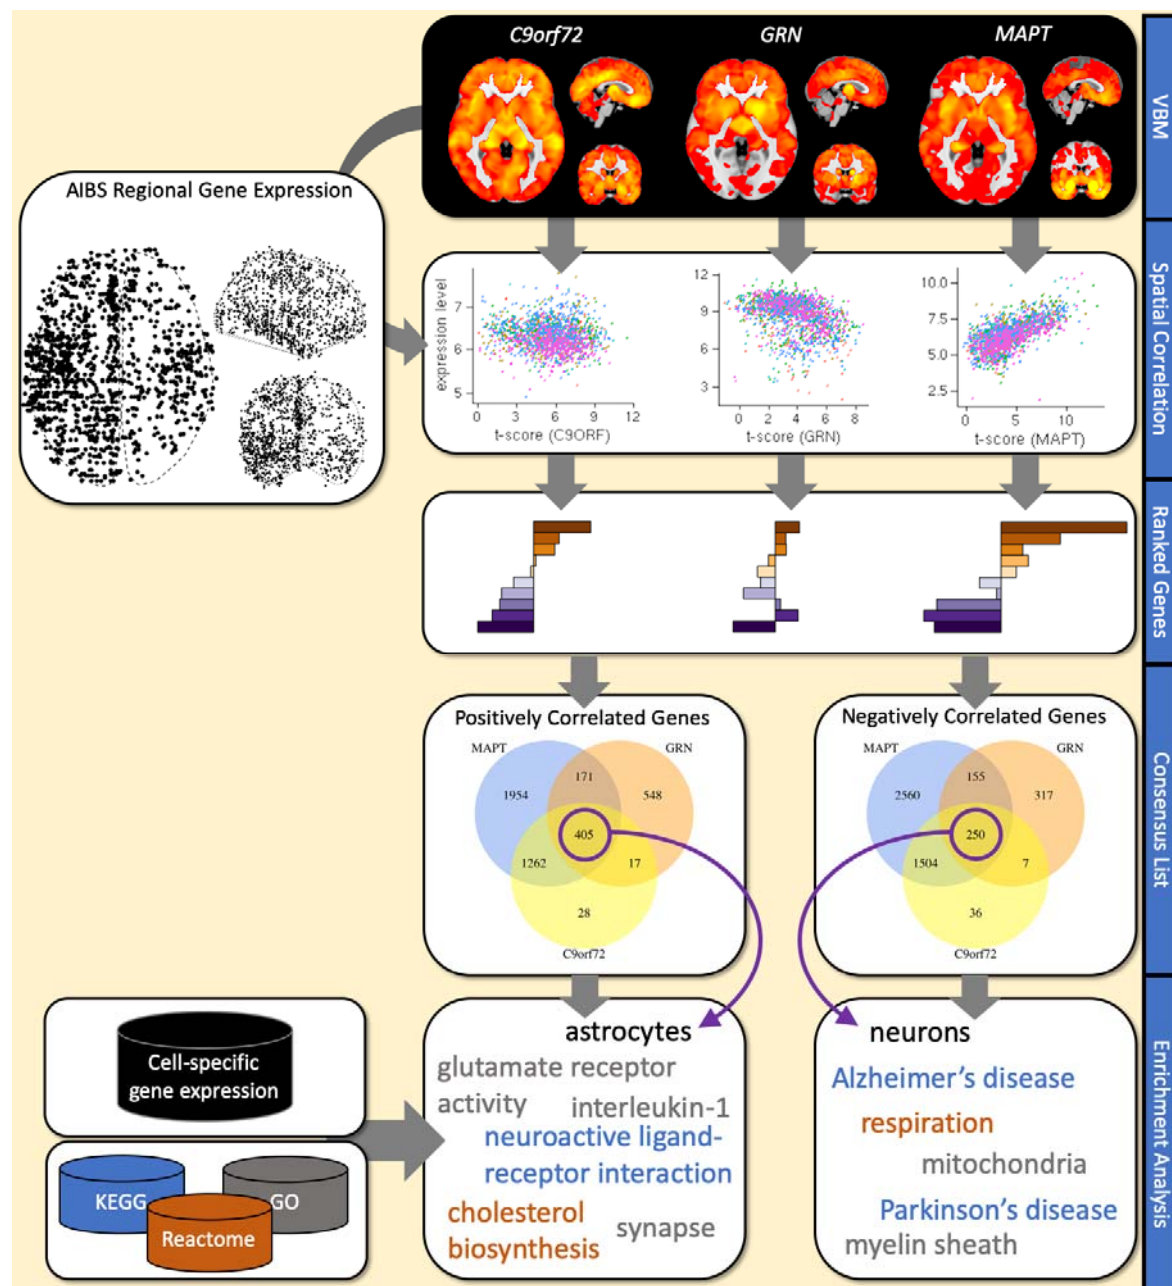 C9orf72
GRN
MAPT
VBM
AIBS Regional Gene Expression
Spatial Correlation
expression level
7
6
5
0
3
6
9
12
t-score (C9ORF)
12
9
6
3
0
2
4
6
8
t-score (GRN)
10.0
7.5
5.0
2.5
0
5
10
t-score (MAPT)
Ranked Genes
Consensus List
Positively Correlated Genes
MAPT
GRN
171
1954
548
405
1262
17
28
C9orf72
Negatively Correlated Genes
MAPT
GRN
155
2560
317
250
1504
7
36
C9orf72
Enrichment Analysis
Cell-specific
gene expression
KEGG
GO
Reactome
astrocytes
glutamate receptor
activity
interleukin-1
neuroactive ligand-
receptor interaction
cholesterol
biosynthesis
synapse
neurons
Alzheimer's disease
respiration
mitochondria
Parkinson's disease
myelin sheath